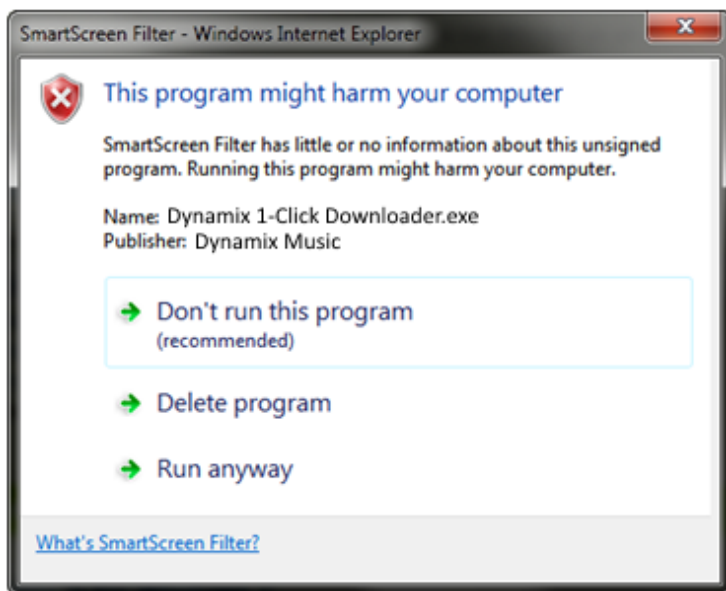 SmartScreen Filter - Windows Internet Explorer
This program might harm your computer
SmartScreen Filter has little or no information about this unsigned
program. Running this program might harm your computer.
Name: Dynamix 1-Click Downloader.exe
Publisher: Dynamix Music
Don't run this program
(recommended)
Delete program
Run anyway
What's SmartScreen Filter?